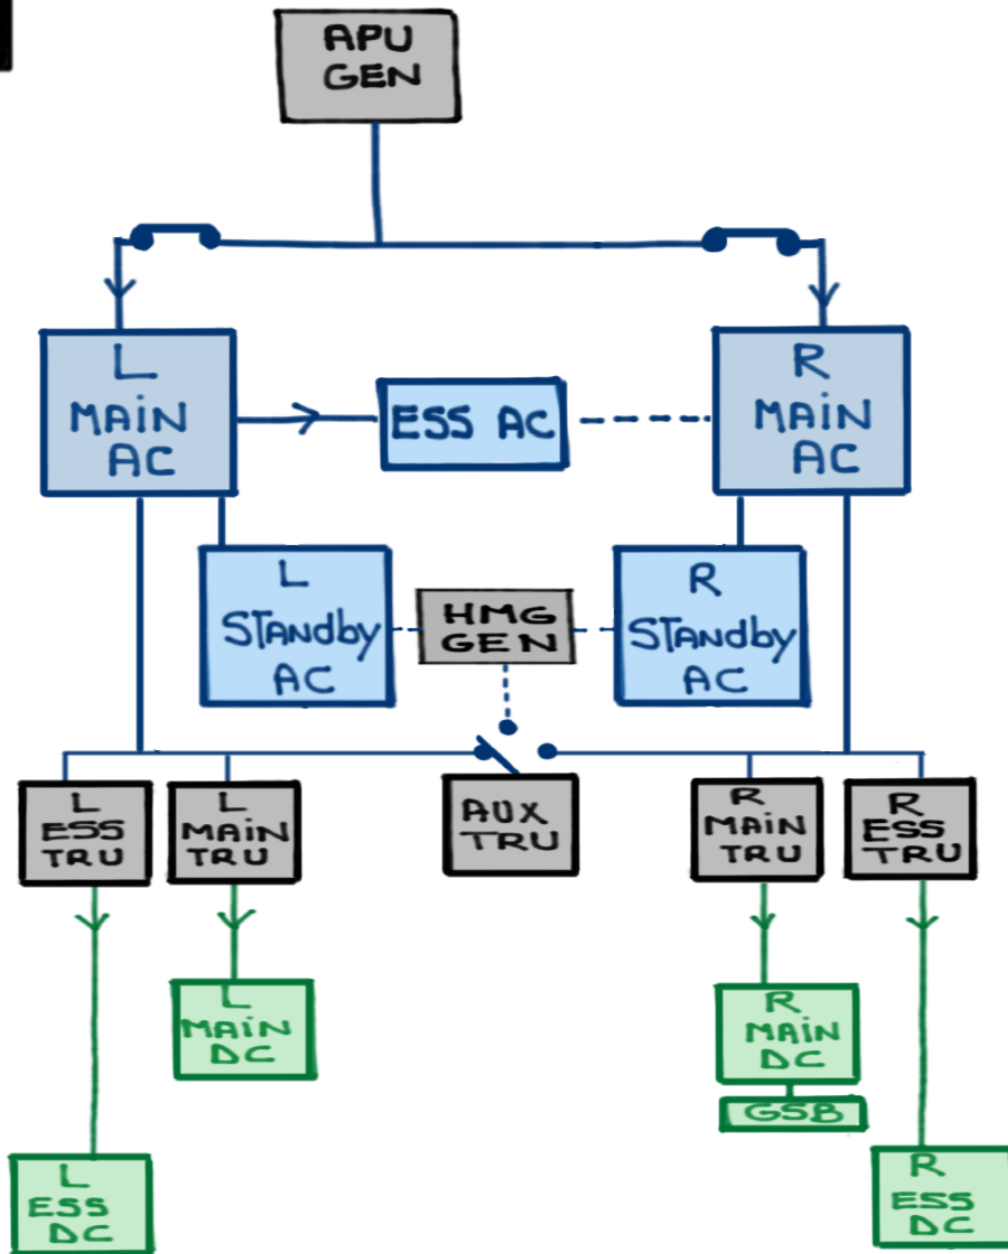 APU
GEN
L
MAiN
AC
ESS AC
R
MAiN
AC
L
STANdby
AC
HMG
GEN
R
STANdby
AC
L
ESS
TRU
L
MAiN
TRU
AUX
TRU
R
MAiN
TRU
R
ESS
TRU
L
MAiN
DC
R
MAiN
DC
GSB
L
ESS
DC
R
ESS
DC